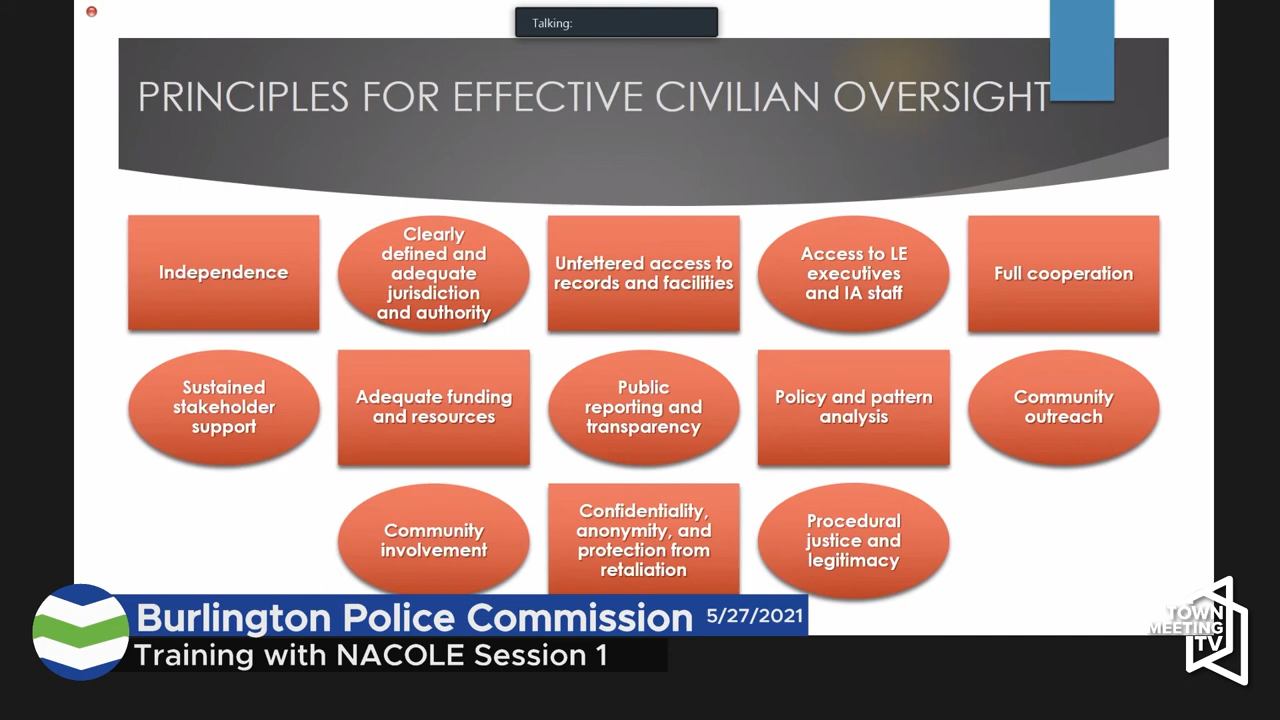 Talking:
PRINCIPLES FOR EFFECTIVE CIVILIAN OVERSIGHT
Independence
Clearly
defined and
adequate
jurisdiction
and authority
Unfettered access to
records and facilities
Access to LE
executives
and IA staff
Full cooperation
Sustained
stakeholder
support
Adequate funding
and resources
Public
reporting and
transparency
Policy and pattern
analysis
Community
outreach
Community
involvement
Confidentiality,
anonymity, and
protection from
retaliation
Procedural
justice and
legitimacy
Burlington Police Commission 5/27/2021
Training with NACOLE Session 1
TOWN
MEETING
TV